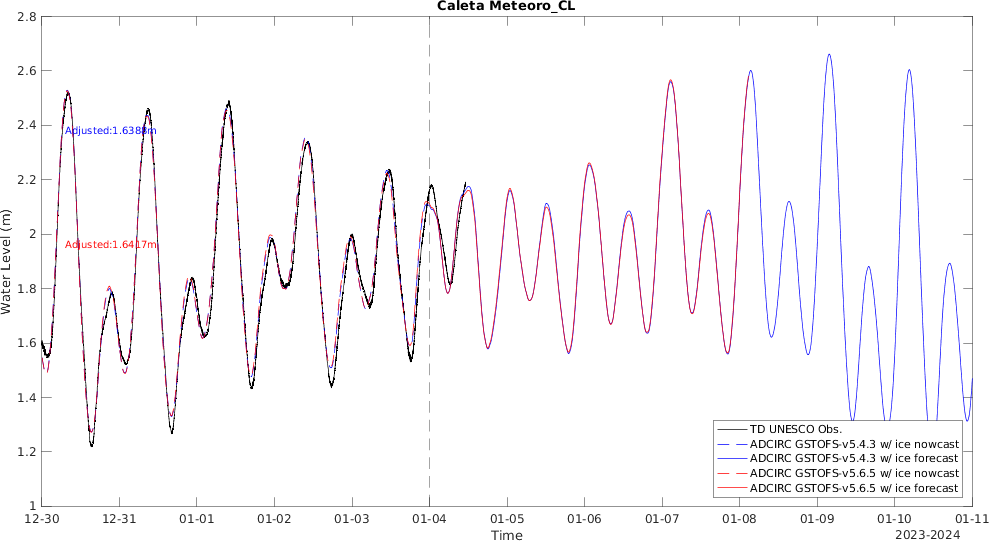 Caleta Meteoro_CL
2.8
2.6
2.4
2.2
2
1.8
1.6
1.4
1.2
1
Water Level (m)
Adjusted:1.6388m
Adjusted:1.6417m
TD UNESCO Obs.
ADCIRC GSTOFS-v5.4.3 w/ ice nowcast
ADCIRC GSTOFS-v5.4.3 w/ ice forecast
ADCIRC GSTOFS-v5.6.5 w/ ice nowcast
ADCIRC GSTOFS-v5.6.5 w/ ice forecast
12-30 12-31 01-01 01-02 01-03 01-04 01-05 01-06 01-07 01-08 01-09 01-10 01-11
Time
2023-2024